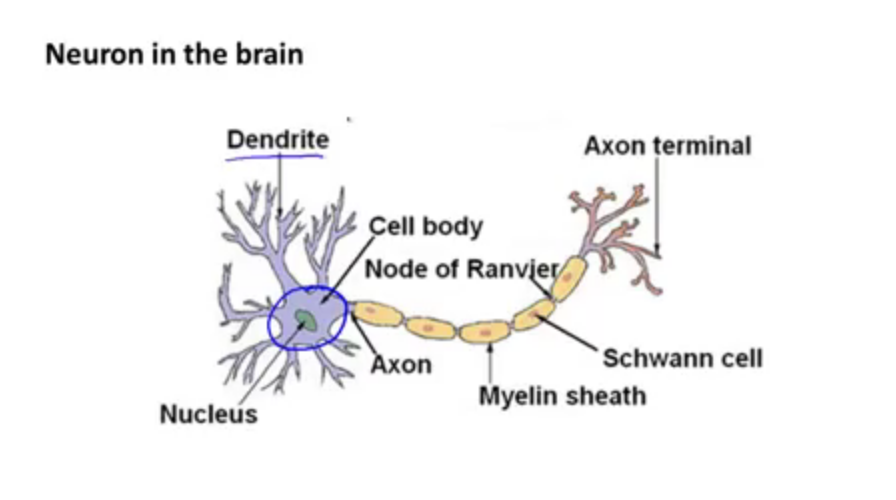 Neuron in the brain
Dendrite
Axon terminal
Cell body
Node of Ranvier
Axon
Schwann cell
Myelin sheath
Nucleus